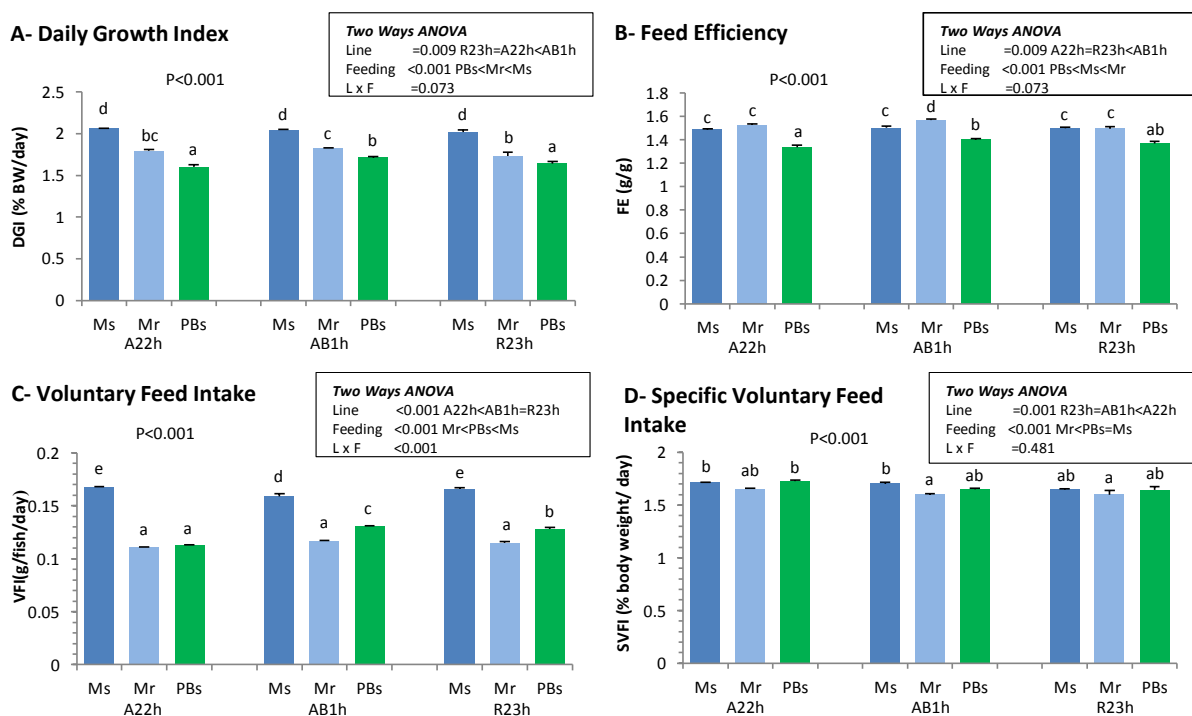 A- Daily Growth Index
Two Ways ANOVA
Line =0.009 R23h=A22h<AB1h
Feeding <0.001 PBs<Mr<Ms
L x F =0.073
P<0.001
DGI (% BW/day)
2.5
2
1.5
1
0.5
0
d bc a d c b d b a
Ms Mr PBs Ms Mr PBs Ms Mr PBs
A22h AB1h R23h
B- Feed Efficiency
Two Ways ANOVA
Line =0.009 A22h=R23h<AB1h
Feeding <0.001 PBs<Ms<Mr
L x F =0.073
P<0.001
FE (g/g)
1.8
1.6
1.4
1.2
1
0.8
0.6
0.4
0.2
0
c c a c d b c c ab
Ms Mr PBs Ms Mr PBs Ms Mr PBs
A22h AB1h R23h
C- Voluntary Feed Intake
Two Ways ANOVA
Line <0.001 A22h<AB1h=R23h
Feeding <0.001 Mr<PBs<Ms
L x F <0.001
P<0.001
VFI(g/fish/day)
0.2
0.15
0.1
0.05
0
e a a d a c e a b
Ms Mr PBs Ms Mr PBs Ms Mr PBs
A22h AB1h R23h
D- Specific Voluntary Feed
Intake
Two Ways ANOVA
Line =0.001 R23h=AB1h<A22h
Feeding <0.001 Mr<PBs=Ms
L x F =0.481
P<0.001
SVFI (% body weight/ day)
2
1.5
1
0.5
0
b ab b b a ab ab a ab
Ms Mr PBs Ms Mr PBs Ms Mr PBs
A22h AB1h R23h